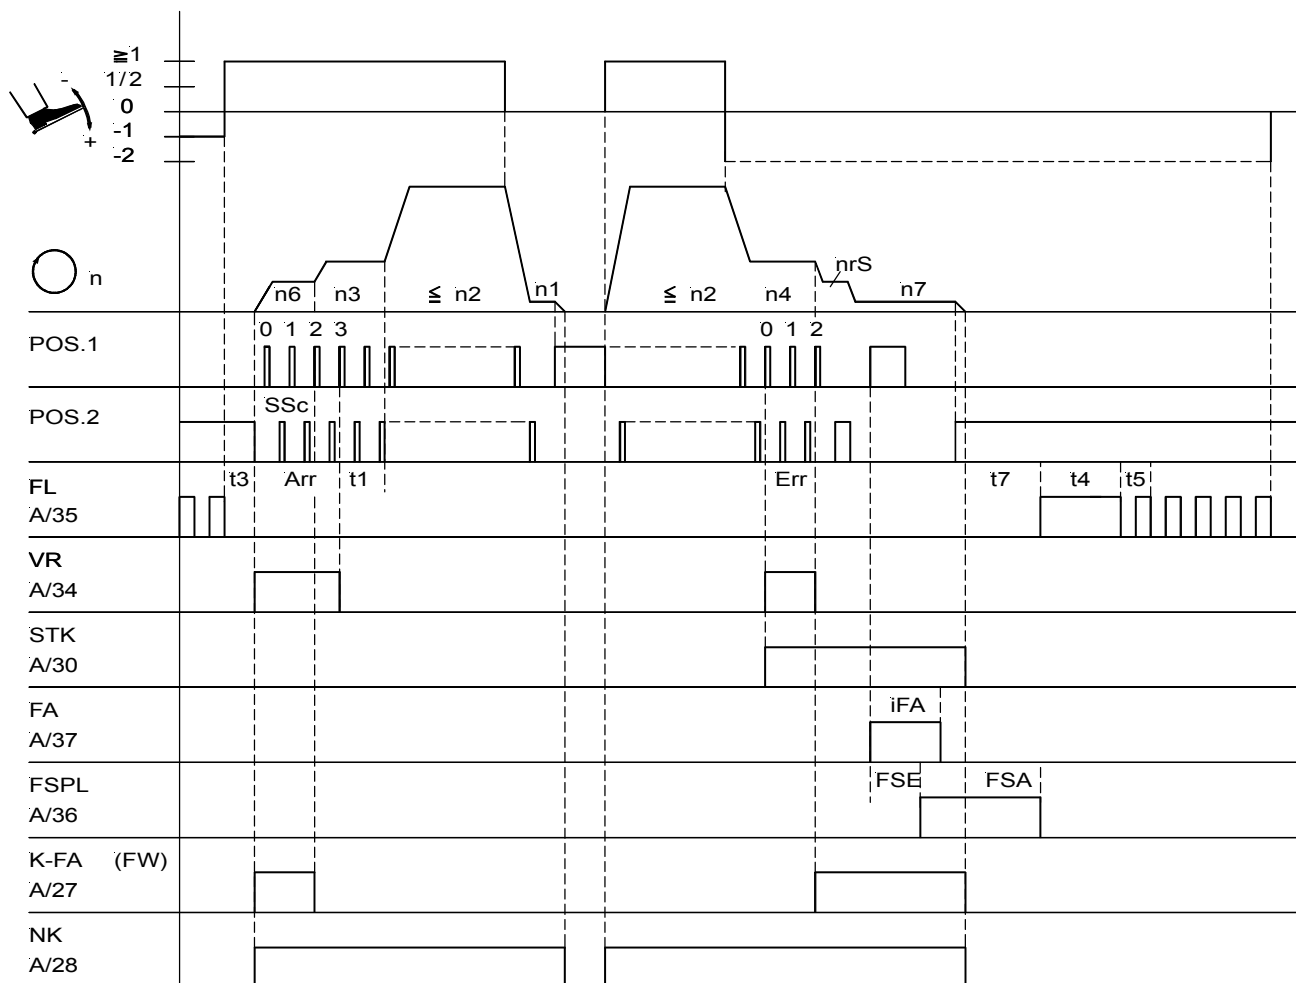 ≧1
- 1/2
0
-1
+
-2
n
n6 n3 ≦ n2 n1 ≦ n2 n4 nrS n7
POS.1
0 1 2 3 0 1 2
POS.2
SSc
FL
A/35
t3 Arr t1 Err t7 t4 t5
VR
A/34
STK
A/30
FA
A/37
iFA
FSPL
A/36
FSE FSA
K-FA (FW)
A/27
NK
A/28